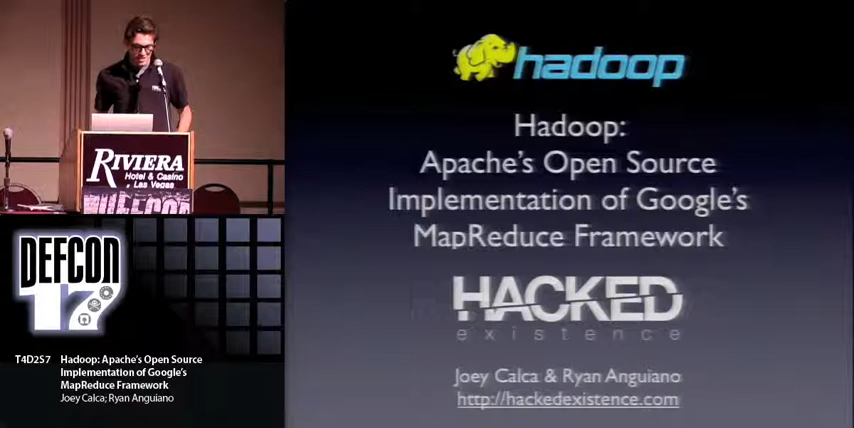 RIVIERA
Hotel & Casino
Las Vegas
DEFCON
DEFCON
17
T4D2S7
Hadoop: Apache's Open Source
Implementation of Google's
MapReduce Framework
Joey Calca; Ryan Anguiano
hadoop
Hadoop:
Apache's Open Source
Implementation of Google's
MapReduce Framework
HACKED
existence
Joey Calca & Ryan Anguiano
http://hackedexistence.com